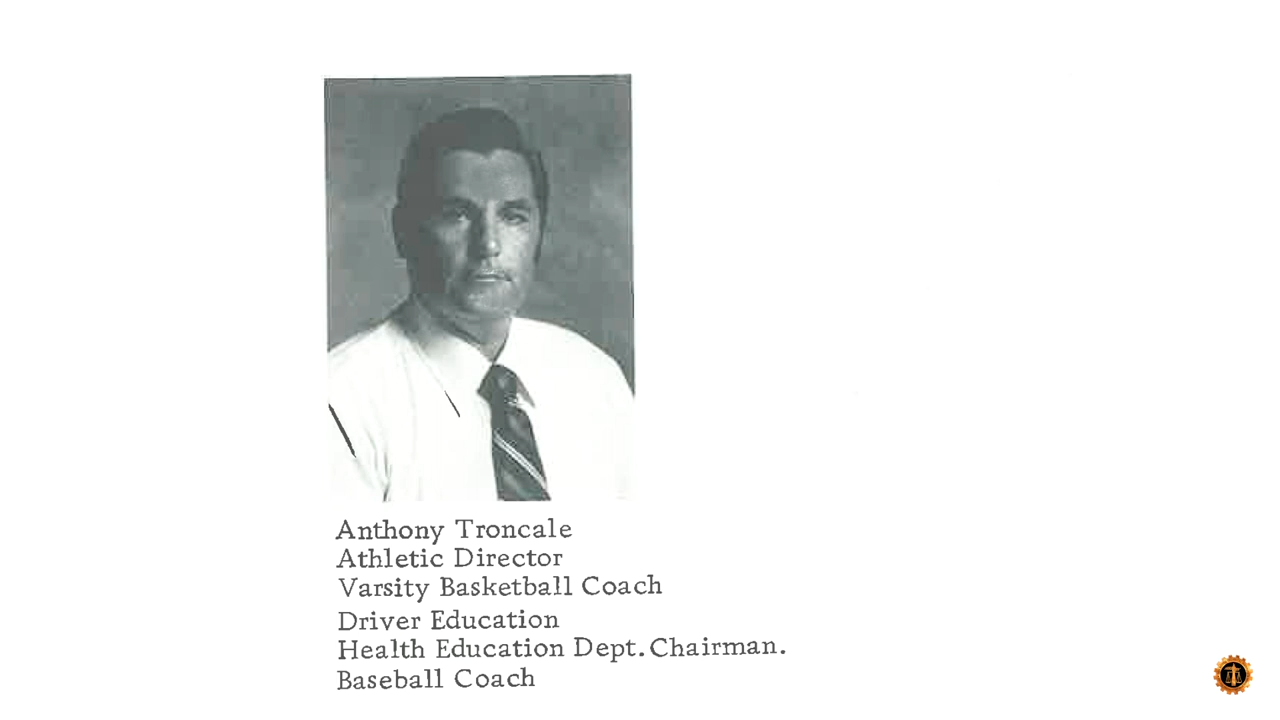 Anthony Troncale
Athletic Director
Varsity Basketball Coach
Driver Education
Health Education Dept. Chairman.
Baseball Coach